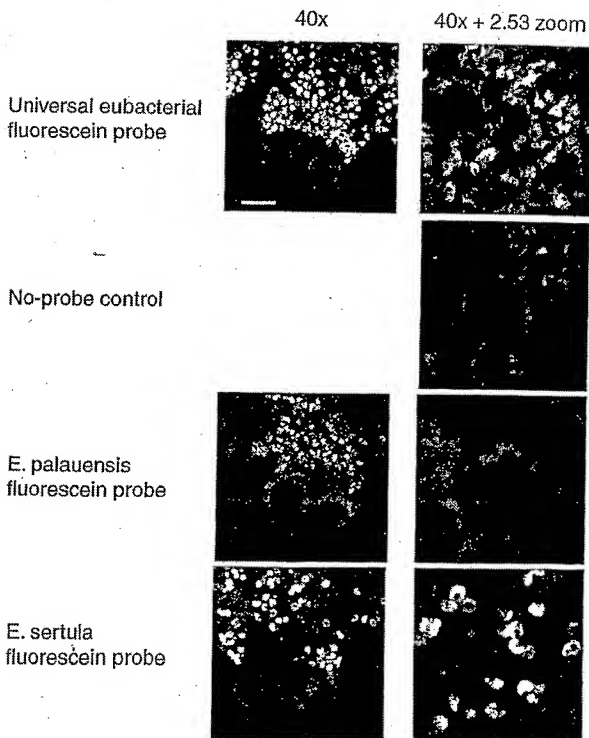 40x
40x + 2.53 zoom
Universal eubacterial
fluorescein probe
No-probe control
E. palauensis
fluorescein probe
E. sertula
fluorescein probe